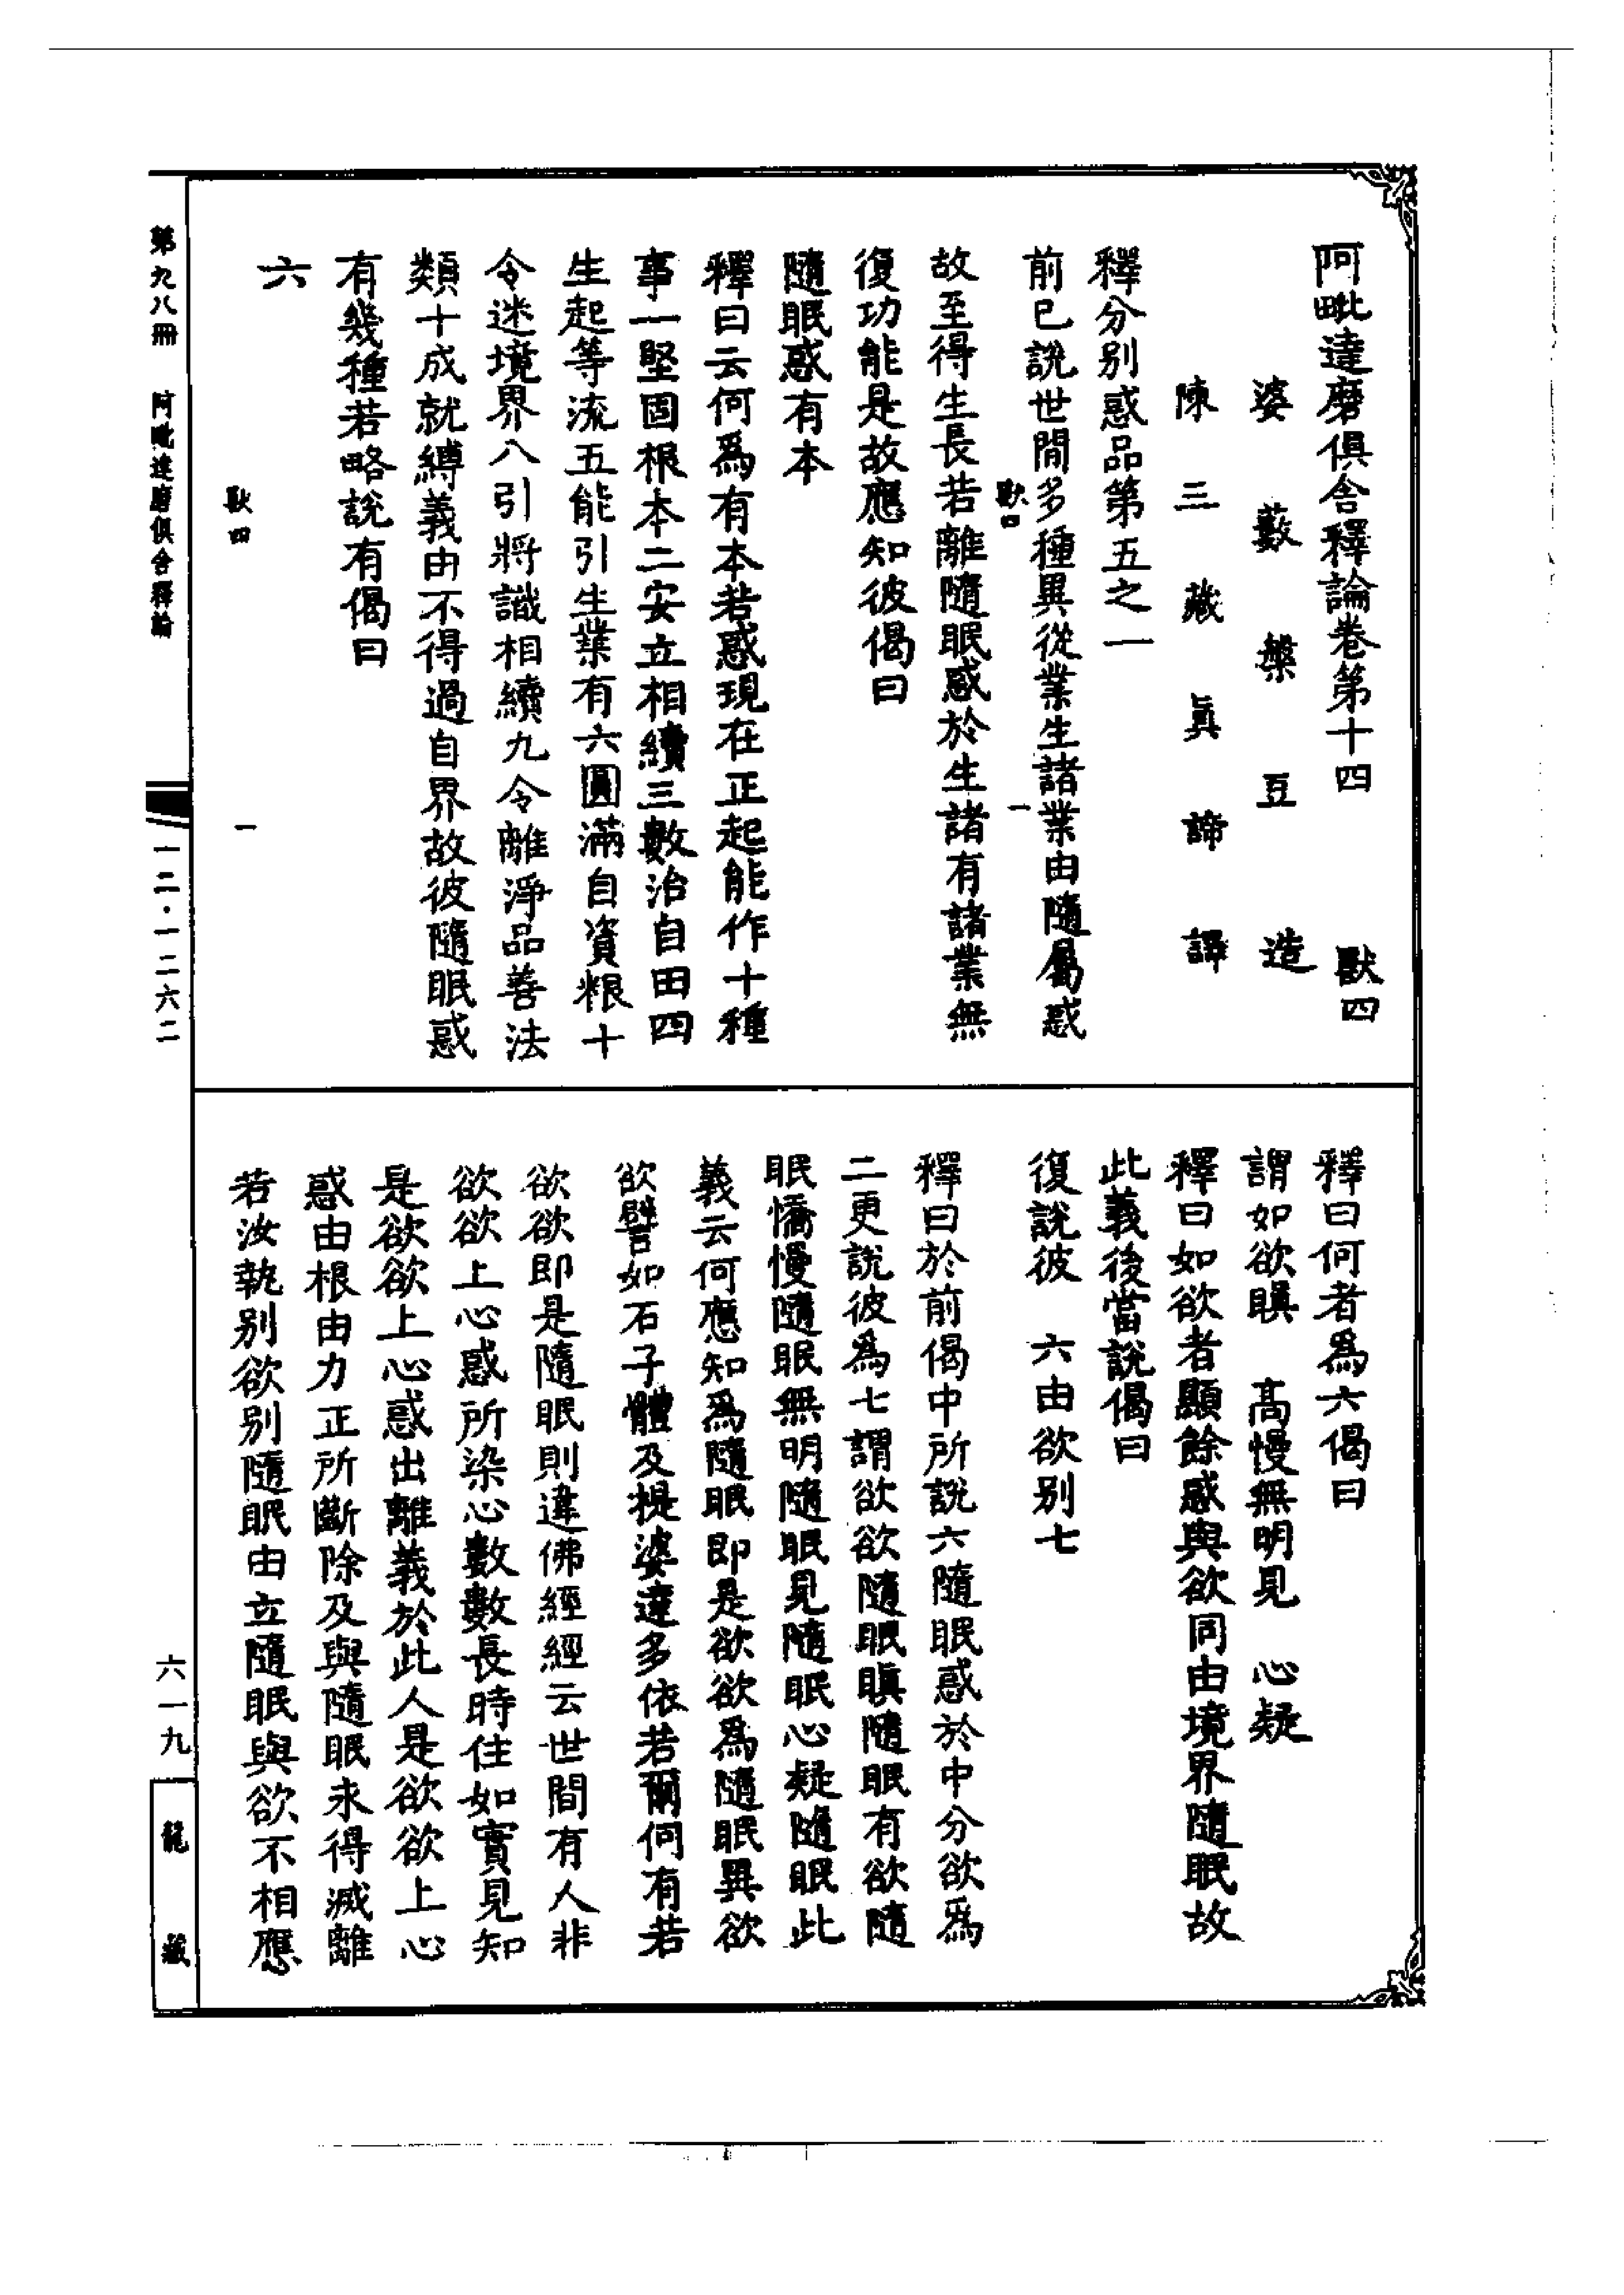 阿毗達磨俱舍釋論卷第十四　獸四
婆藪槃豆造
陳三藏真諦譯
釋分別惑品第五之一
前已說世間多種異從業生諸業由隨屬惑
獸四　一
故至得生長若離隨眠惑於生諸有諸業無
復功能是故應知彼偈曰
隨眠惑有本
釋曰云何爲有本若惑現在正起能作十種
事一堅固根本二安立相續三數治自田四
生起等流五能引生業有六圓滿自資糧七
令迷境界八引將識相續九令離淨品善法
類十成就縛義由不得過自界故彼隨眠惑
有幾種若略說有偈曰
六
獸四　一
釋曰何者爲六偈曰
謂如欲瞋　高慢無明見　心疑
釋曰如欲者顯餘惑與欲同由境界隨眠故
此義後當說偈曰
復說彼　六由欲別七
釋曰於前偈中所說六隨眠惑於中分欲爲
二更說彼爲七謂欲欲隨眠瞋隨眠有欲隨
眠憍慢隨眠無明隨眠見隨眠心疑隨眠此
義云何應知爲隨眠即是欲欲爲隨眠異欲
欲譬如石子體及提婆達多依若爾何有若
欲欲即是隨眠則違佛經經云世間有人非
欲欲上心惑所染心數數長時住如實見知
是欲欲上心惑出離義於此人是欲欲上心
惑由根由力正所斷除及與隨眠永得滅離
若汝執別欲別隨眠由立隨眠與欲不相應
第九八冊　阿毗達磨俱舍釋論
一二·一二六二
六一九
龍藏